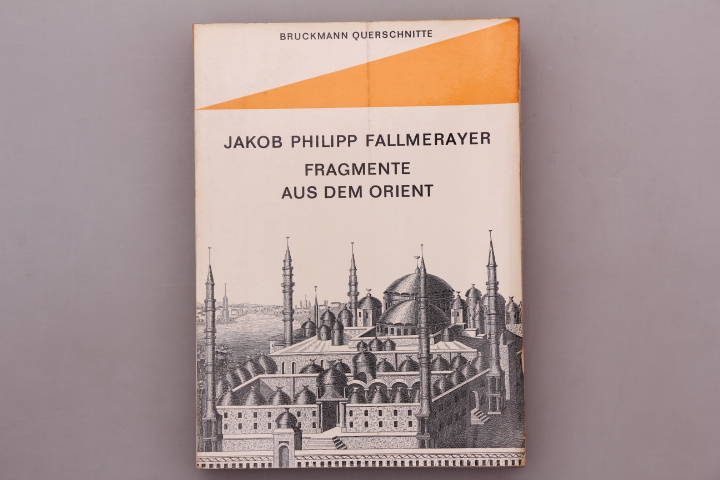 BRUCKMANN QUERSCHNITTE
JAKOB PHILIPP FALLMERAYER
FRAGMENTE
AUS DEM ORIENT